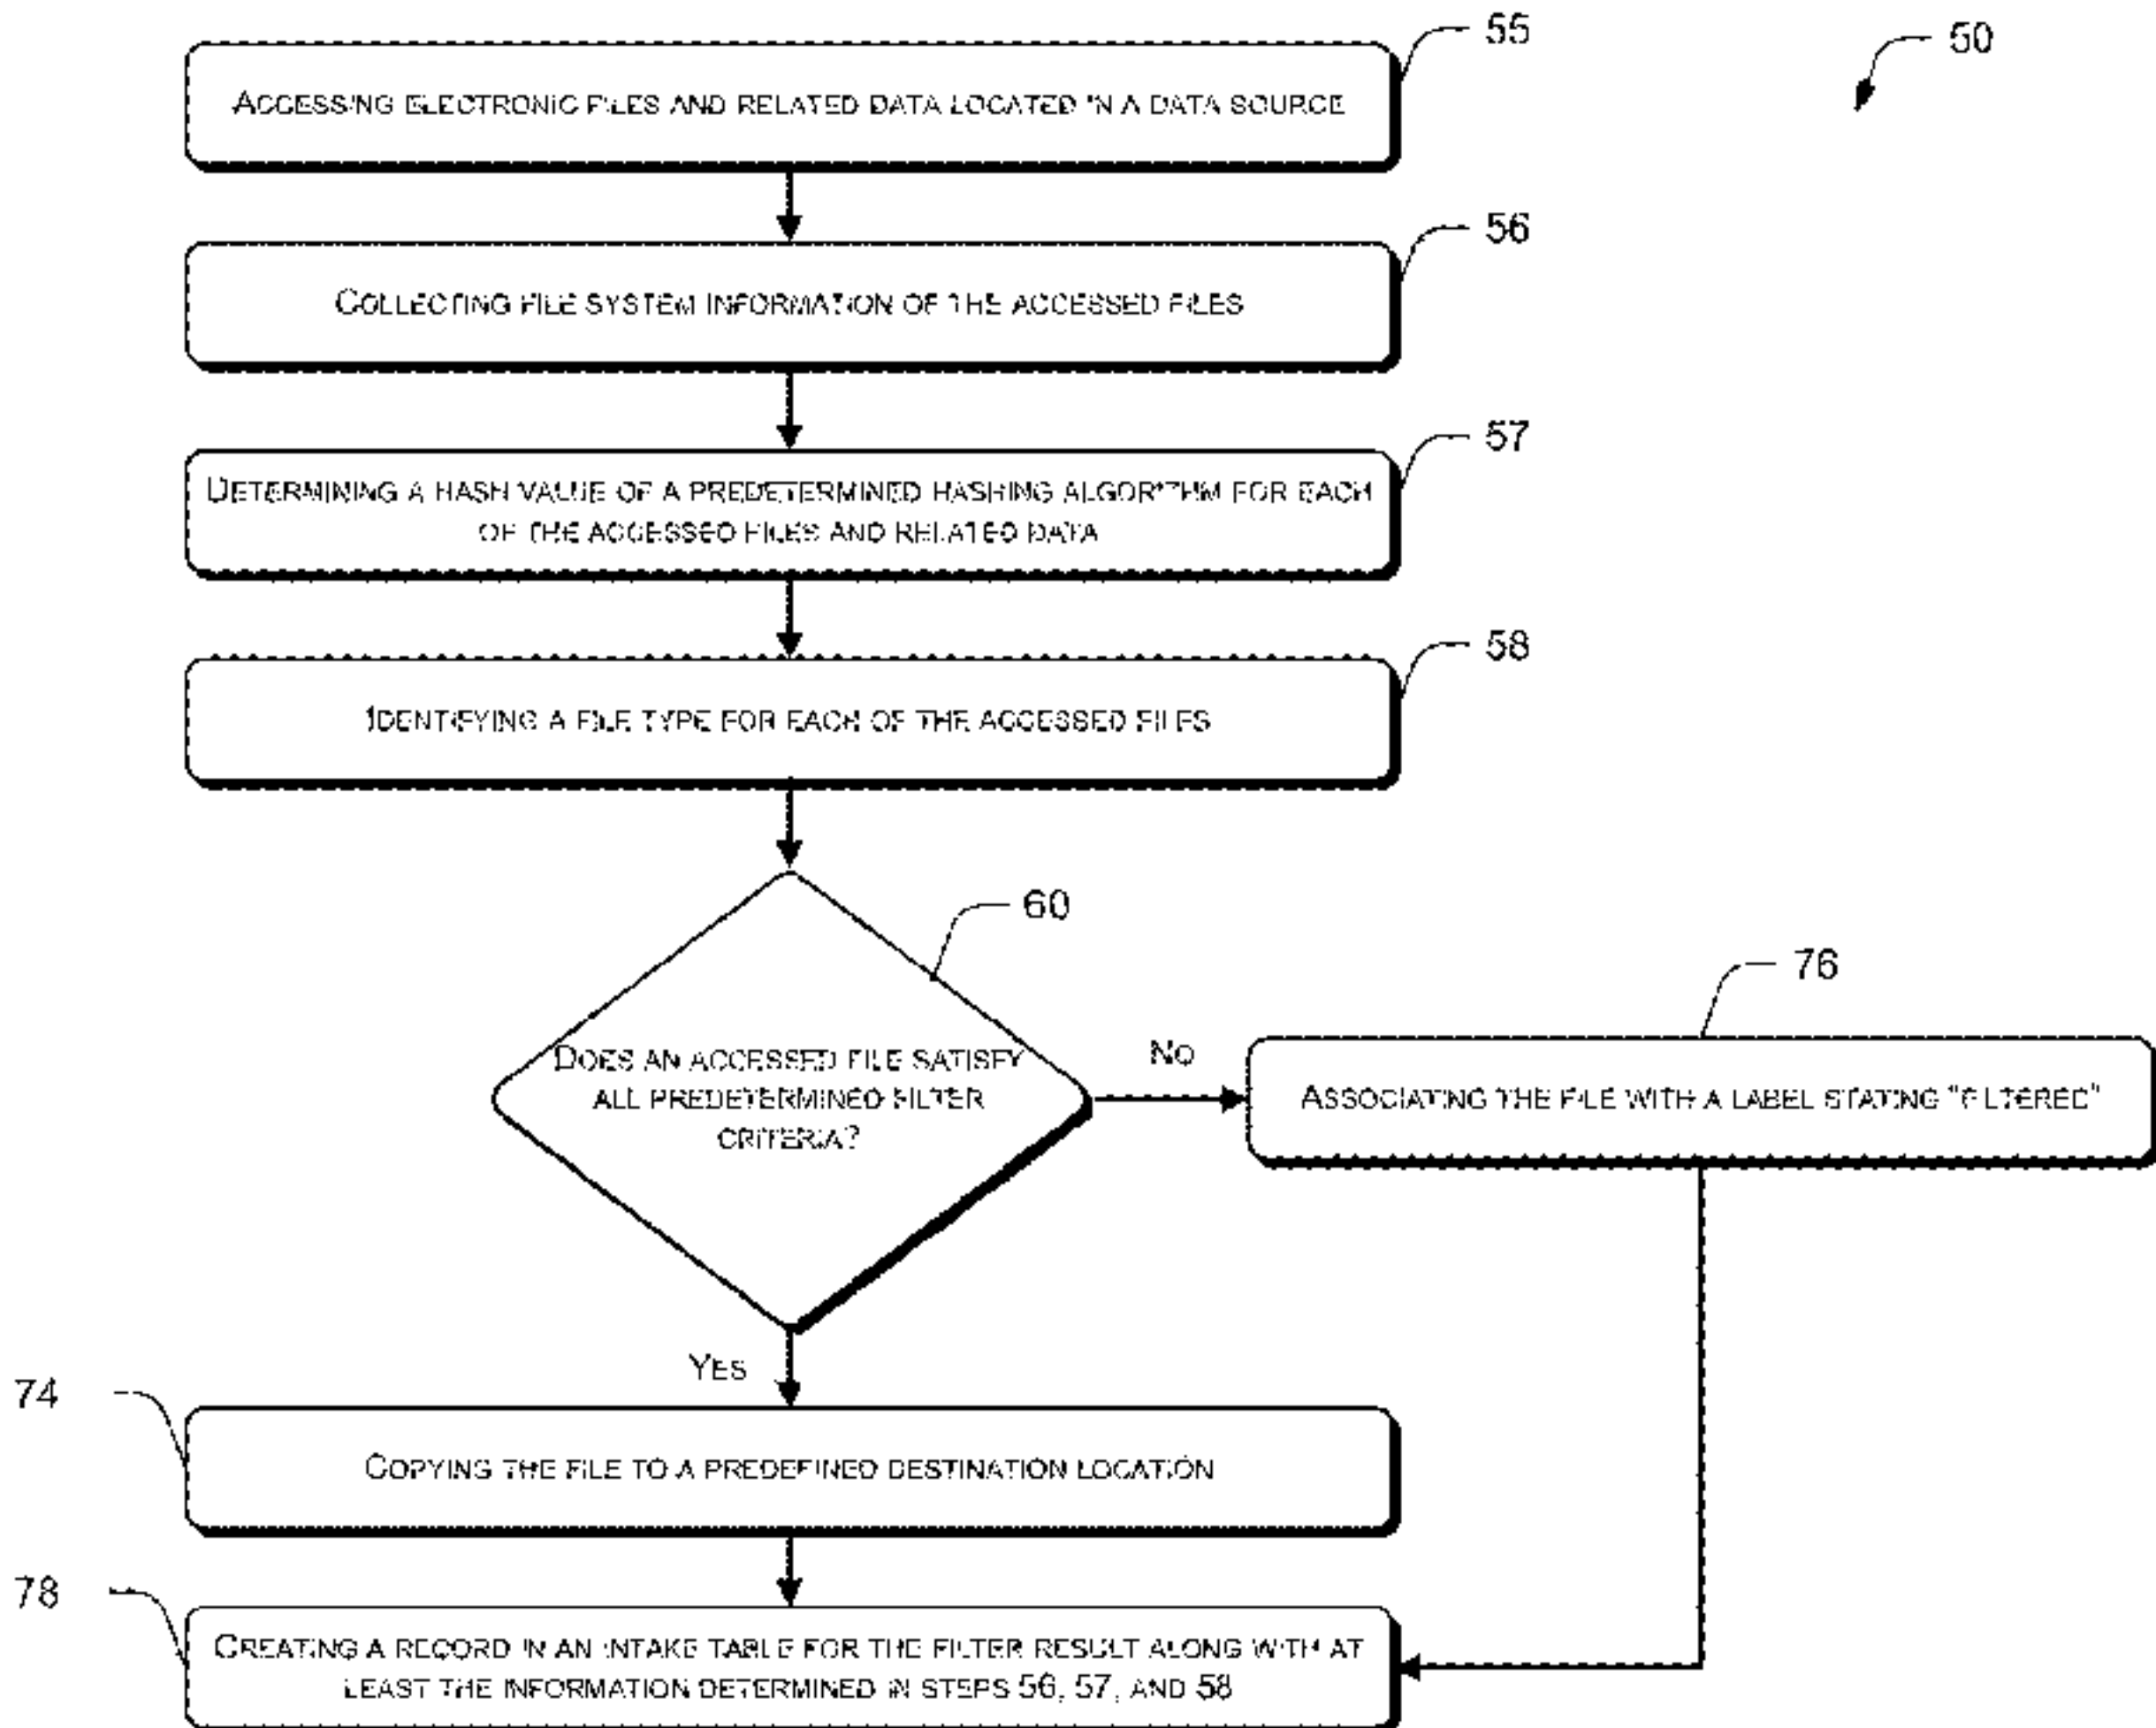 55
50
ACCESSING ELECTRONIC FILES AND RELATED DATA LOCATED IN A DATA SOURCE
56
COLLECTING FILE SYSTEM INFORMATION OF THE ACCESSED FILES
57
DETERMINING A HASH VALUE OF A PREDETERMINED HASHING ALGORITHM FOR EACH
OF THE ACCESSED FILES AND RELATED DATA
58
IDENTIFYING A FILE TYPE FOR EACH OF THE ACCESSED FILES
60
DOES AN ACCESSED FILE SATISFY
ALL PREDETERMINED FILTER
CRITERIA?
NO
76
ASSOCIATING THE FILE WITH A LABEL STATING "FILTERED"
YES
74
COPYING THE FILE TO A PREDEFINED DESTINATION LOCATION
78
CREATING A RECORD IN AN INTAKE TABLE FOR THE FILTER RESULT ALONG WITH AT
LEAST THE INFORMATION DETERMINED IN STEPS 56, 57, AND 58